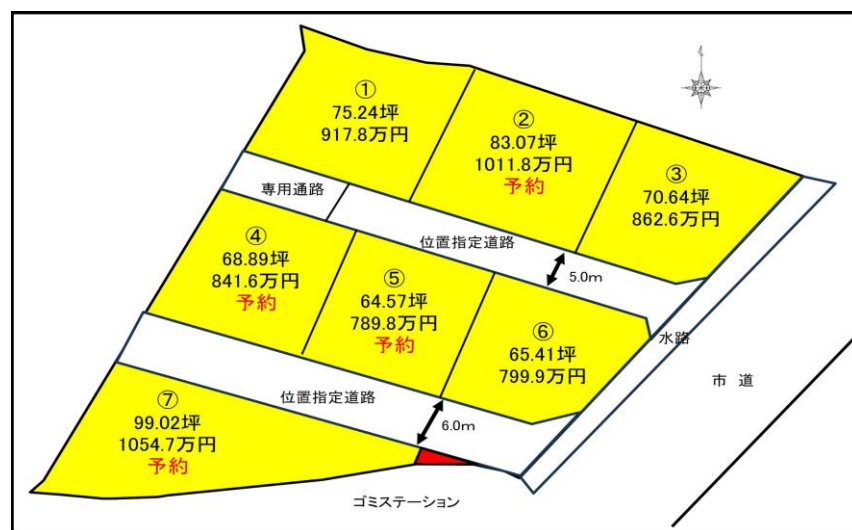 ①
75.24坪
917.8万円
②
83.07坪
1011.8万円
予約
③
70.64坪
862.6万円
専用通路
位置指定道路
5.0m
④
68.89坪
841.6万円
予約
⑤
64.57坪
789.8万円
予約
⑥
65.41坪
799.9万円
水路
市 道
位置指定道路
6.0m
⑦
99.02坪
1054.7万円
予約
ゴミステーション